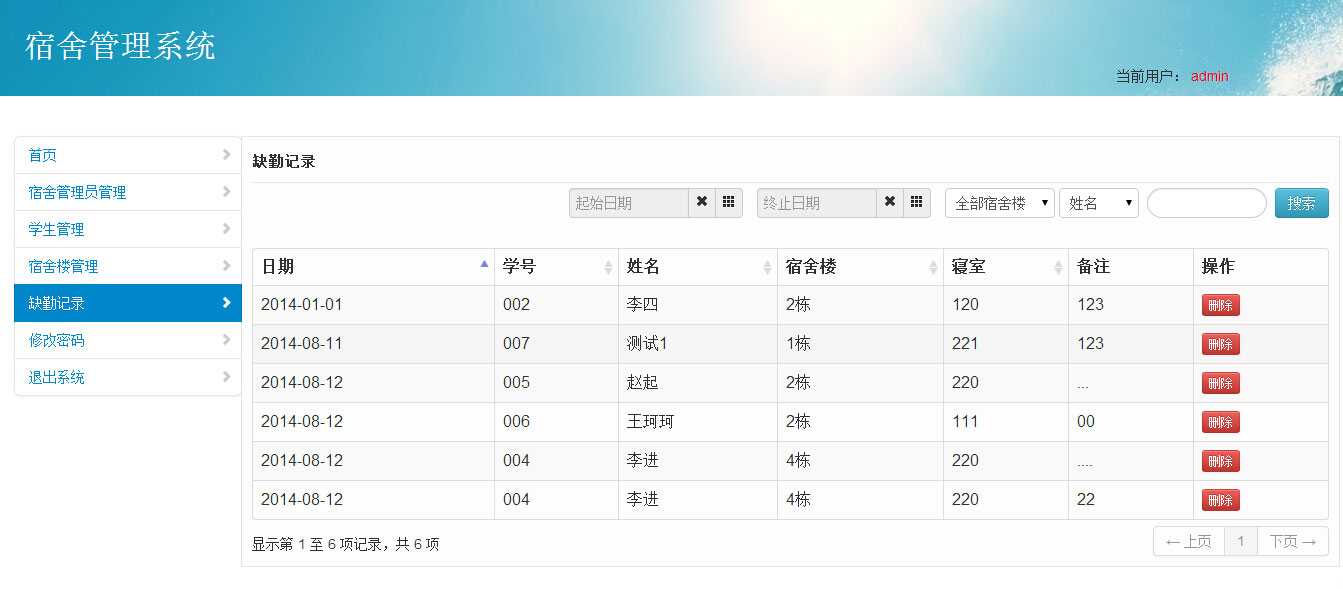 宿舍管理系统
当前用户： admin
首页
宿舍管理员管理
学生管理
宿舍楼管理
缺勤记录
修改密码
退出系统
缺勤记录
起始日期 终止日期 全部宿舍楼 姓名 搜索
日期 学号 姓名 宿舍楼 寝室 备注 操作
2014-01-01 002 李四 2栋 120 123 删除
2014-08-11 007 测试1 1栋 221 123 删除
2014-08-12 005 赵起 2栋 220 ... 删除
2014-08-12 006 王珂珂 2栋 111 00 删除
2014-08-12 004 李进 4栋 220 .... 删除
2014-08-12 004 李进 4栋 220 22 删除
显示第 1 至 6 项记录，共 6 项
← 上页 1 下页 →